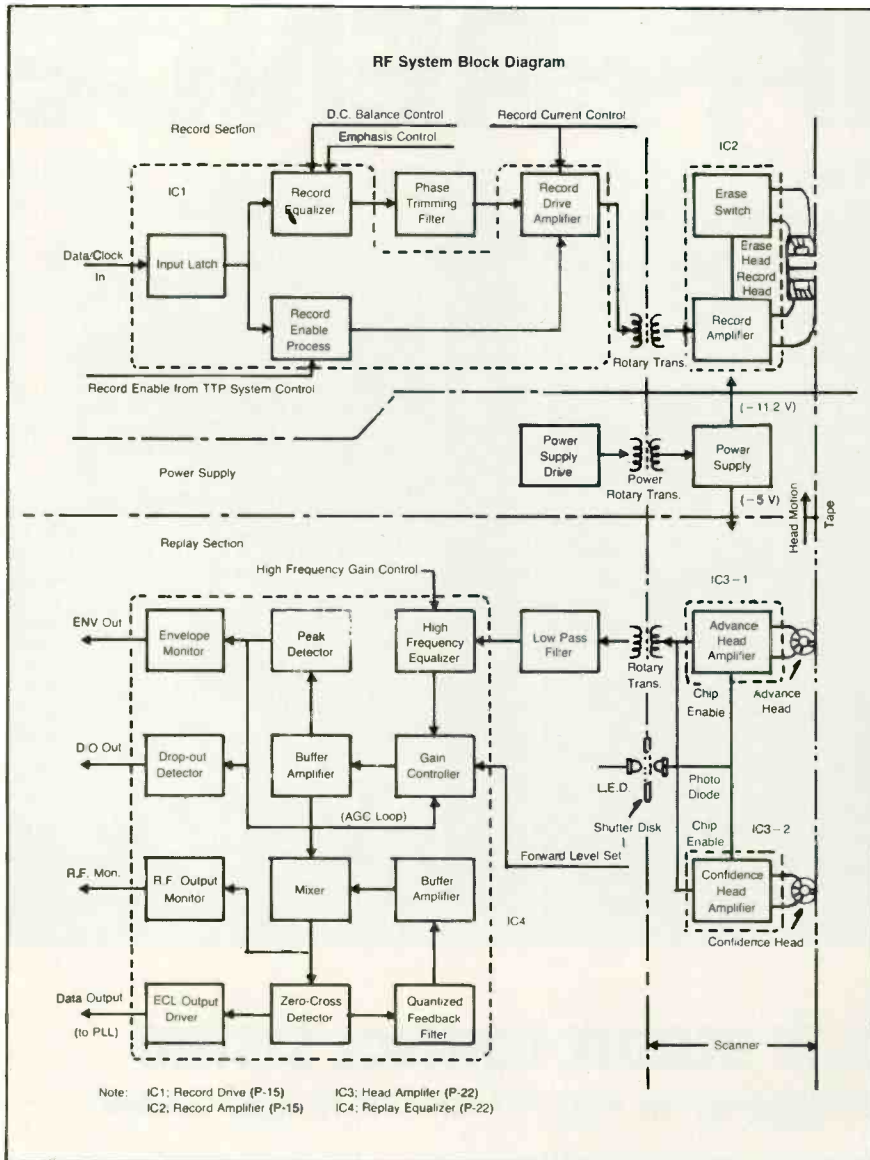 RF System Block Diagram
D.C. Balance Control
Record Current Control
Record Section
Emphasis Control
IC2
IC1
Record
Equalizer
Phase
Trimming
Filter
Record
Drive
Amplifier
Erase
Switch
Data/Clock
In
Input Latch
Erase
Head
Record
Head
Record
Enable
Process
Record
Amplifier
Rotary Trans.
Record Enable from TTP System Control
(−11.2 V)
Power
Supply
Drive
Power
Supply
Power Supply
Power
Rotary Trans.
(−5 V)
Head Motion
Tape
Replay Section
High Frequency Gain Control
IC3-1
ENV Out
Envelope
Monitor
Peak
Detector
High
Frequency
Equalizer
Low Pass
Filter
Rotary
Trans.
Advance
Head
Amplifier
Chip
Enable
Advance
Head
D/O Out
Drop-out
Detector
Buffer
Amplifier
Gain
Controller
L.E.D.
Photo
Diode
(AGC Loop)
Shutter Disk
Chip
Enable
IC3-2
Forward Level Set
R.F. Mon.
R.F. Output
Monitor
Mixer
Buffer
Amplifier
IC4
Confidence
Head
Amplifier
Confidence Head
Data Output
(to PLL)
ECL Output
Driver
Zero-Cross
Detector
Quantized
Feedback
Filter
Scanner
Note: IC1; Record Drive (P-15) IC3; Head Amplifer (P-22)
IC2; Record Amplifier (P-15) IC4; Replay Equalizer (P-22)